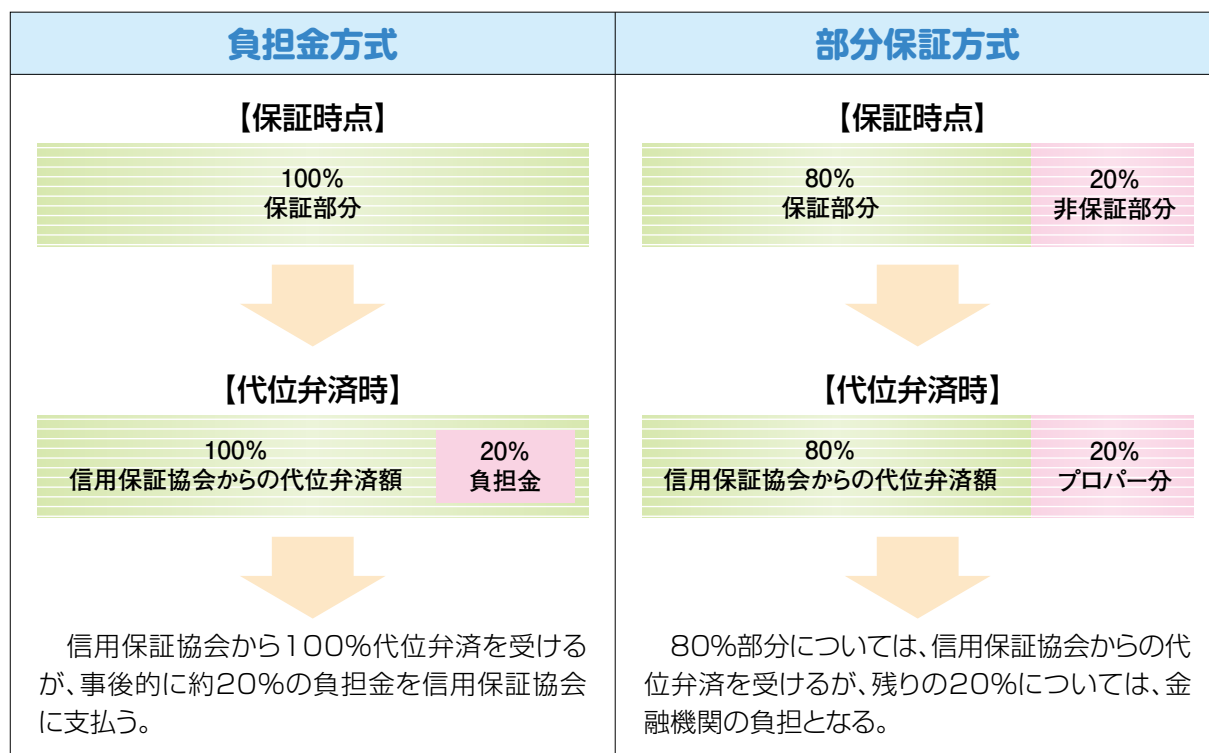 負担金方式
【保証時点】
100%
保証部分
【代位弁済時】
100%
信用保証協会からの代位弁済額
20%
負担金
信用保証協会から100%代位弁済を受ける
が、事後的に約20%の負担金を信用保証協会
に支払う。
部分保証方式
【保証時点】
80%
保証部分
20%
非保証部分
【代位弁済時】
80%
信用保証協会からの代位弁済額
20%
プロパー分
80%部分については、信用保証協会からの代
位弁済を受けるが、残りの20%については、金
融機関の負担となる。